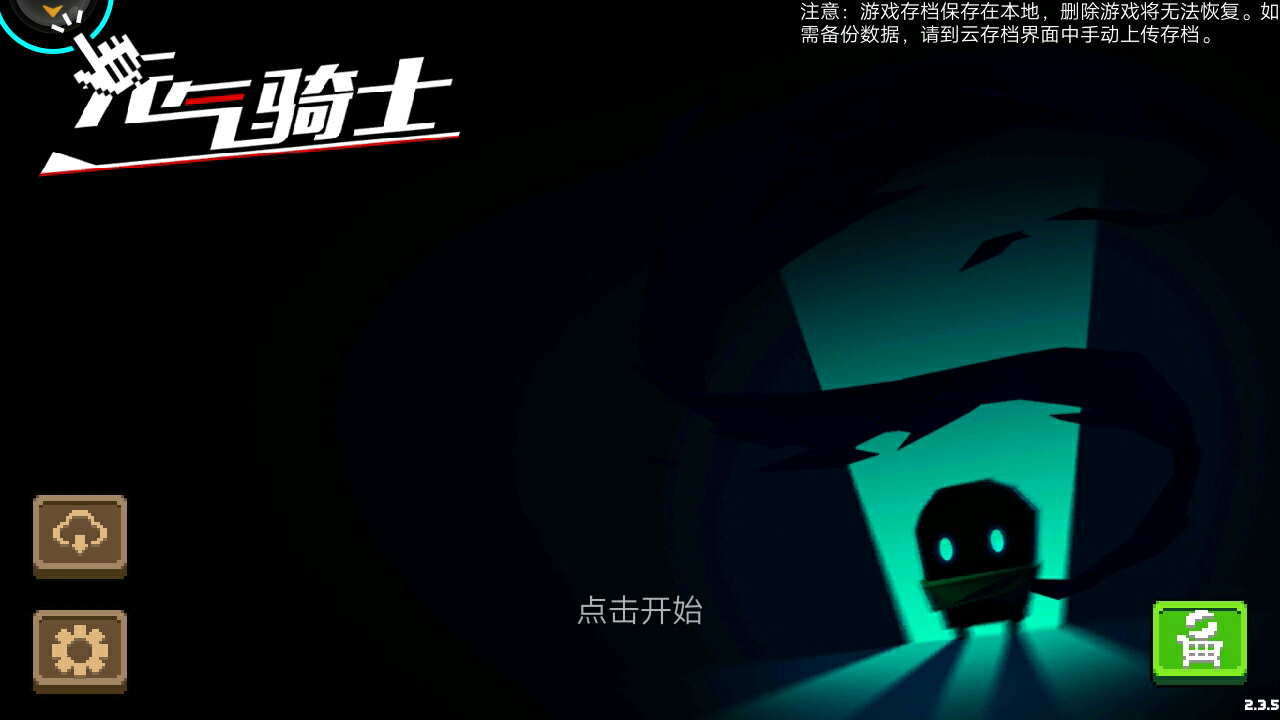 注意：游戏存档保存在本地，删除游戏将无法恢复。如
需备份数据，请到云存档界面中手动上传存档。
元气骑士
点击开始
2.3.5